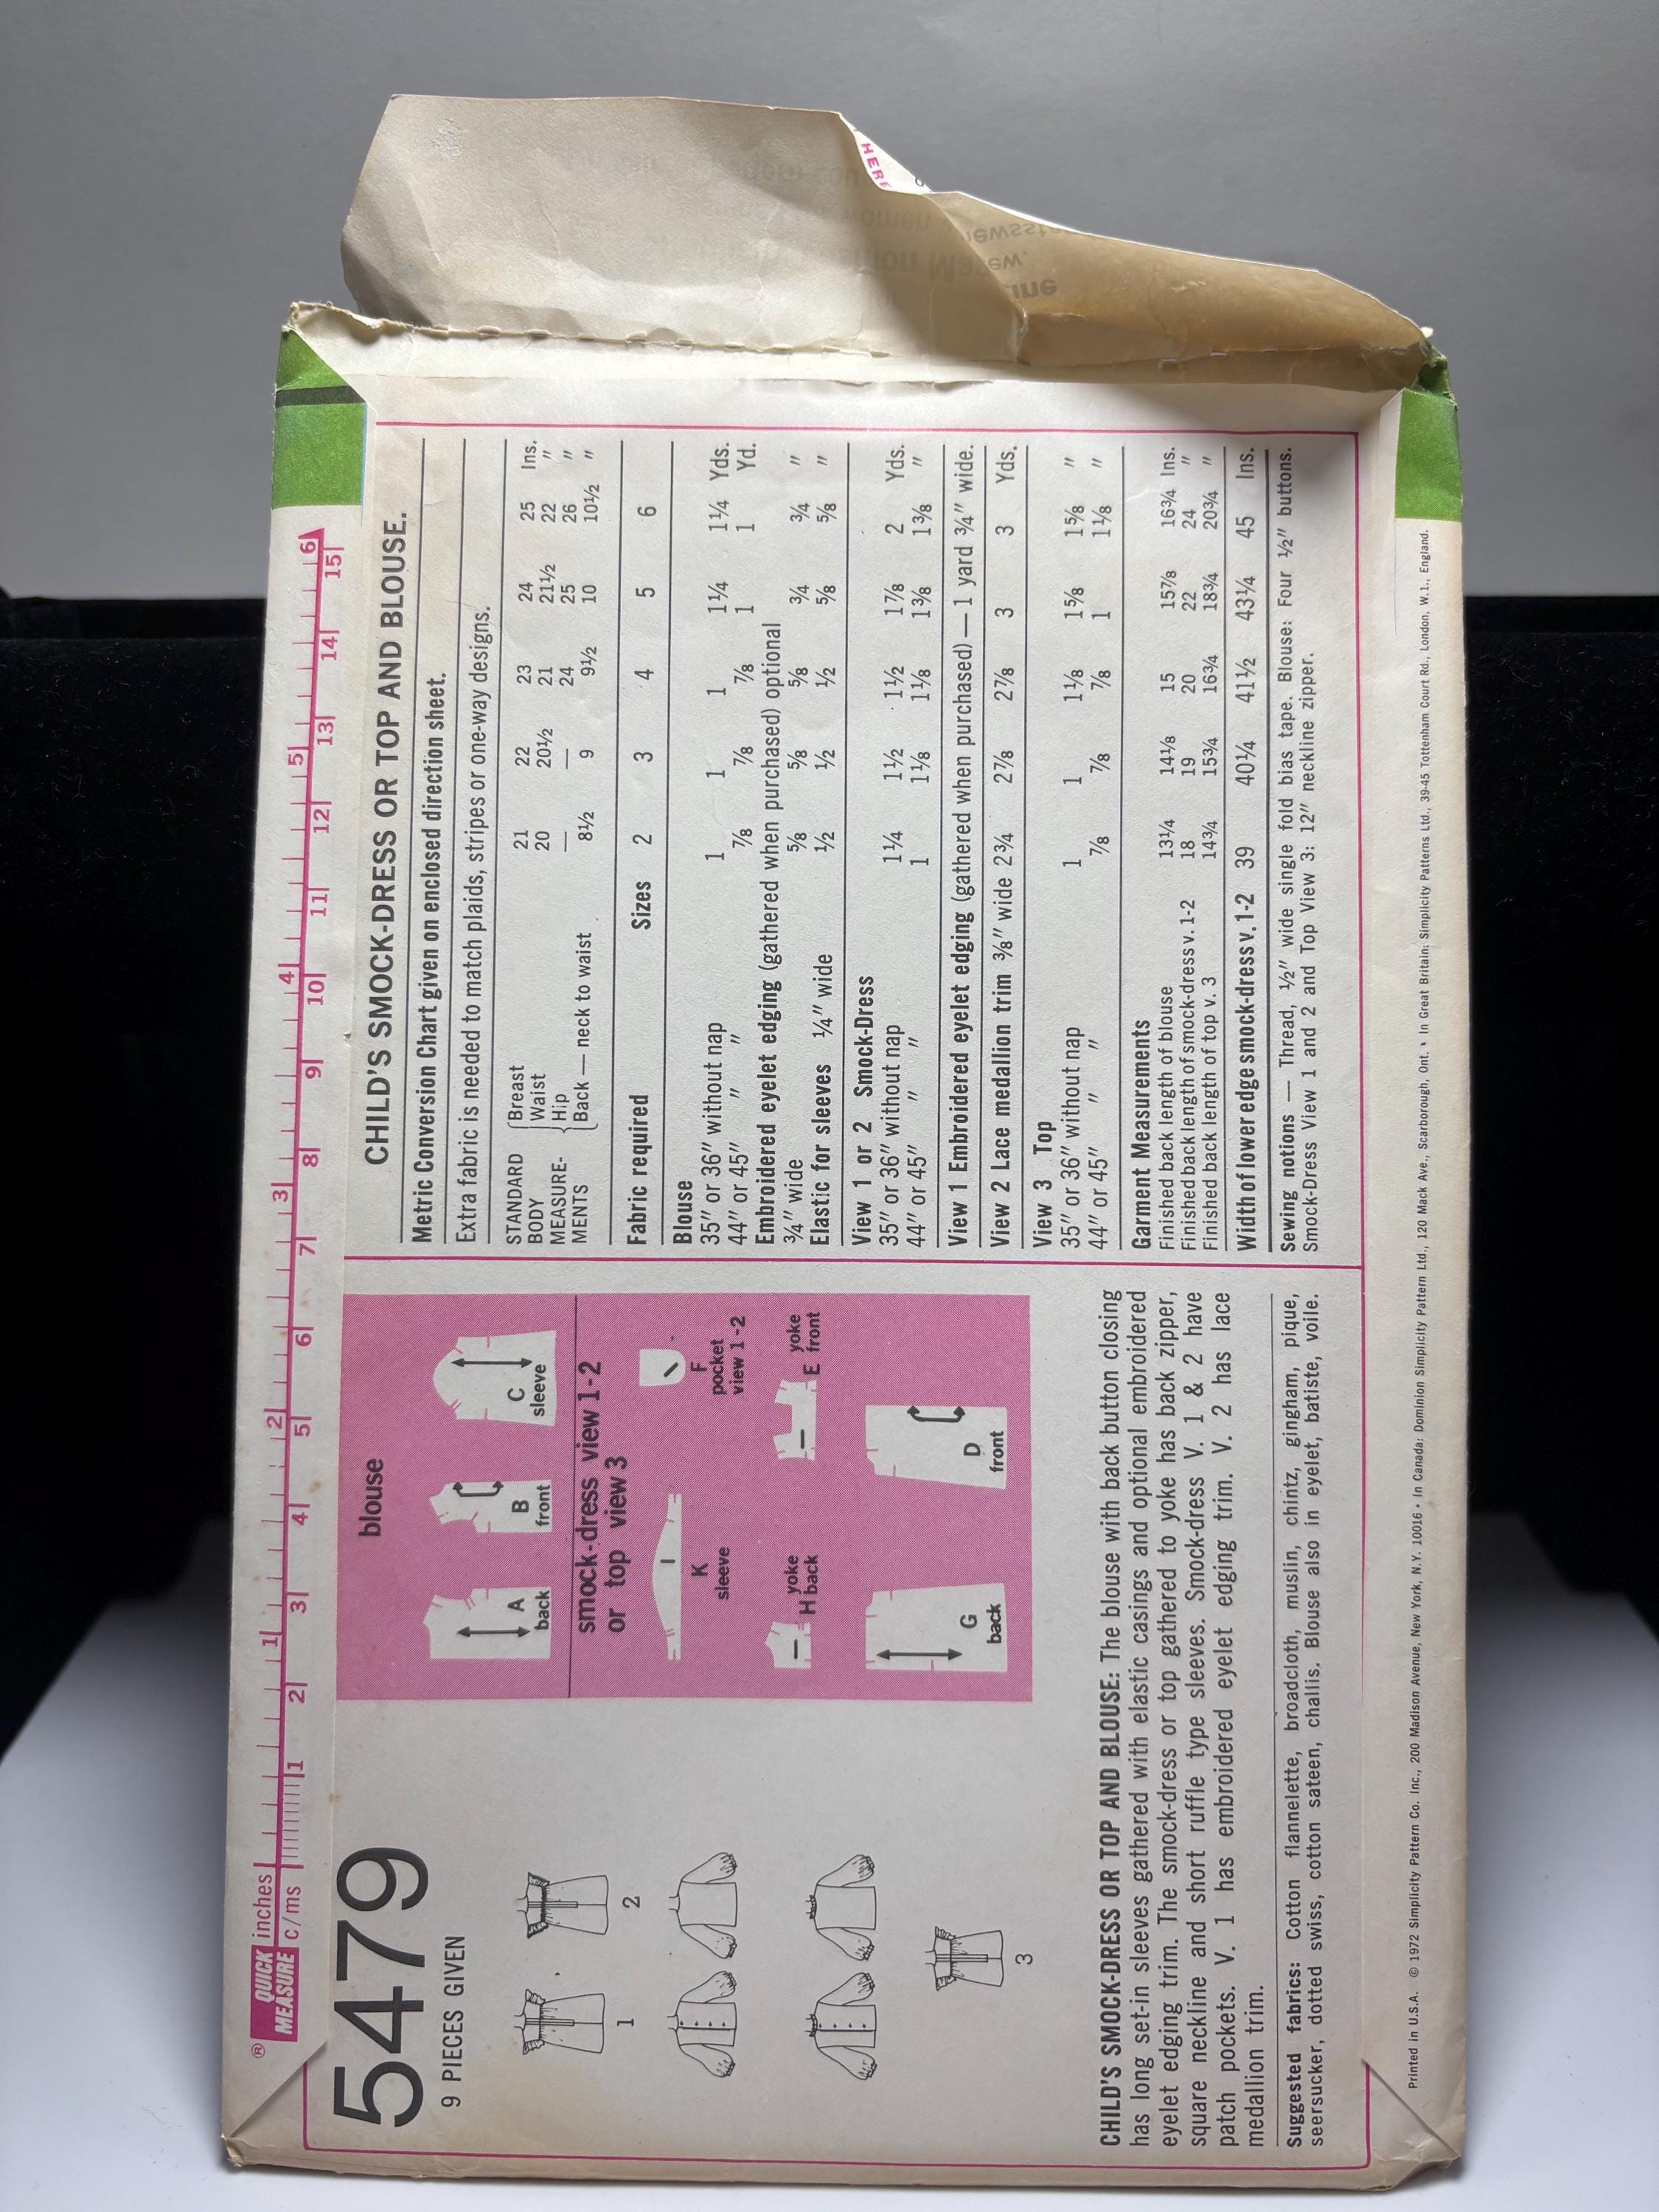 QUICK inches
MEASURE c/ms
®
1 2 3 4 5 6
1 2 3 4 5 6 7 8 9 10 11 12 13 14 15
5479
9 PIECES GIVEN
1
2
3
blouse
A
back
B
front
C
sleeve
smock-dress view 1-2
or top view 3
K
sleeve
F
pocket
view 1-2
H yoke
back
E yoke
front
G
back
D
front
CHILD'S SMOCK-DRESS OR TOP AND BLOUSE: The blouse with back button closing
has long set-in sleeves gathered with elastic casings and optional embroidered
eyelet edging trim. The smock-dress or top gathered to yoke has back zipper,
square neckline and short ruffle type sleeves. Smock-dress V. 1 & 2 have
patch pockets. V. 1 has embroidered eyelet edging trim. V. 2 has lace
medallion trim.
Suggested fabrics: Cotton flannelette, broadcloth, muslin, chintz, gingham, pique,
seersucker, dotted swiss, cotton sateen, challis. Blouse also in eyelet, batiste, voile.
CHILD'S SMOCK-DRESS OR TOP AND BLOUSE.
Metric Conversion Chart given on enclosed direction sheet.
Extra fabric is needed to match plaids, stripes or one-way designs.
STANDARD BODY MEASURE-MENTS
Breast 21 22 23 24 25 Ins.
Waist 20 20½ 21 21½ 22 "
Hip — — 24 25 26 "
Back — neck to waist 8½ 9 9½ 10 10½ "
Fabric required Sizes 2 3 4 5 6
Blouse
35" or 36" without nap 1 1 1 1¼ 1¼ Yds.
44" or 45" " " ⅞ ⅞ ⅞ 1 1 Yd.
Embroidered eyelet edging (gathered when purchased) optional
¾" wide ⅝ ⅝ ⅝ ¾ ¾ "
Elastic for sleeves ¼" wide ½ ½ ½ ⅝ ⅝ "
View 1 or 2 Smock-Dress
35" or 36" without nap 1¼ 1½ 1½ 1⅞ 2 Yds.
44" or 45" " " 1 1⅛ 1⅛ 1⅜ 1⅜ "
View 1 Embroidered eyelet edging (gathered when purchased) — 1 yard ¾" wide.
View 2 Lace medallion trim ⅜" wide 2¾ 2⅞ 2⅞ 3 3 Yds.
View 3 Top
35" or 36" without nap 1 1 1⅛ 1⅝ 1⅝ "
44" or 45" " " ⅞ ⅞ ⅞ 1 1⅛ "
Garment Measurements
Finished back length of blouse 13¼ 14⅛ 15 15⅞ 16¾ Ins.
Finished back length of smock-dress v. 1-2 18 19 20 22 24 "
Finished back length of top v. 3 14¾ 15¾ 16¾ 18¾ 20¾ "
Width of lower edge smock-dress v. 1-2 39 40¼ 41½ 43¼ 45 Ins.
Sewing notions — Thread, ½" wide single fold bias tape. Blouse: Four ½" buttons.
Smock-Dress View 1 and 2 and Top View 3: 12" neckline zipper.
Printed in U.S.A. © 1972 Simplicity Pattern Co. Inc., 200 Madison Avenue, New York, N.Y. 10016 • In Canada: Dominion Simplicity Pattern Ltd., 120 Mack Ave., Scarborough, Ont. • In Great Britain: Simplicity Patterns Ltd., 39-45 Tottenham Court Rd., London, W.1., England.